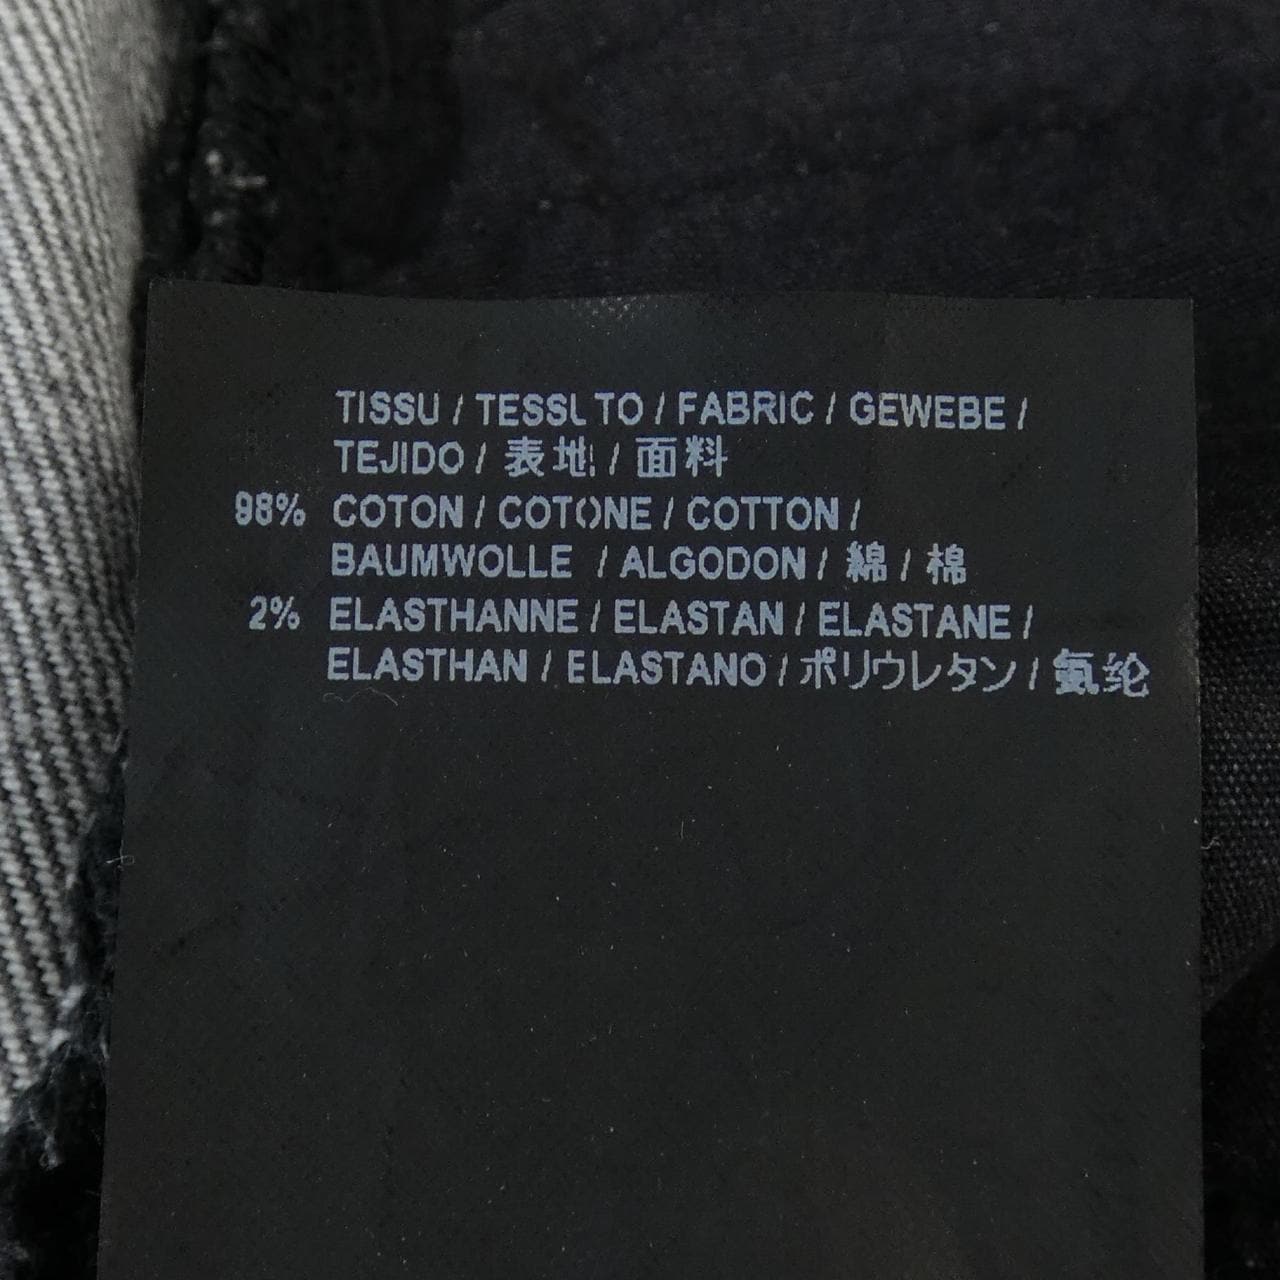 TISSU / TESSUTO / FABRIC / GEWEBE /
TEJIDO / 表地 / 面料
98% COTON / COTONE / COTTON /
BAUMWOLLE / ALGODON / 綿 / 棉
2% ELASTHANNE / ELASTAN / ELASTANE /
ELASTHAN / ELASTANO / ポリウレタン / 氨纶